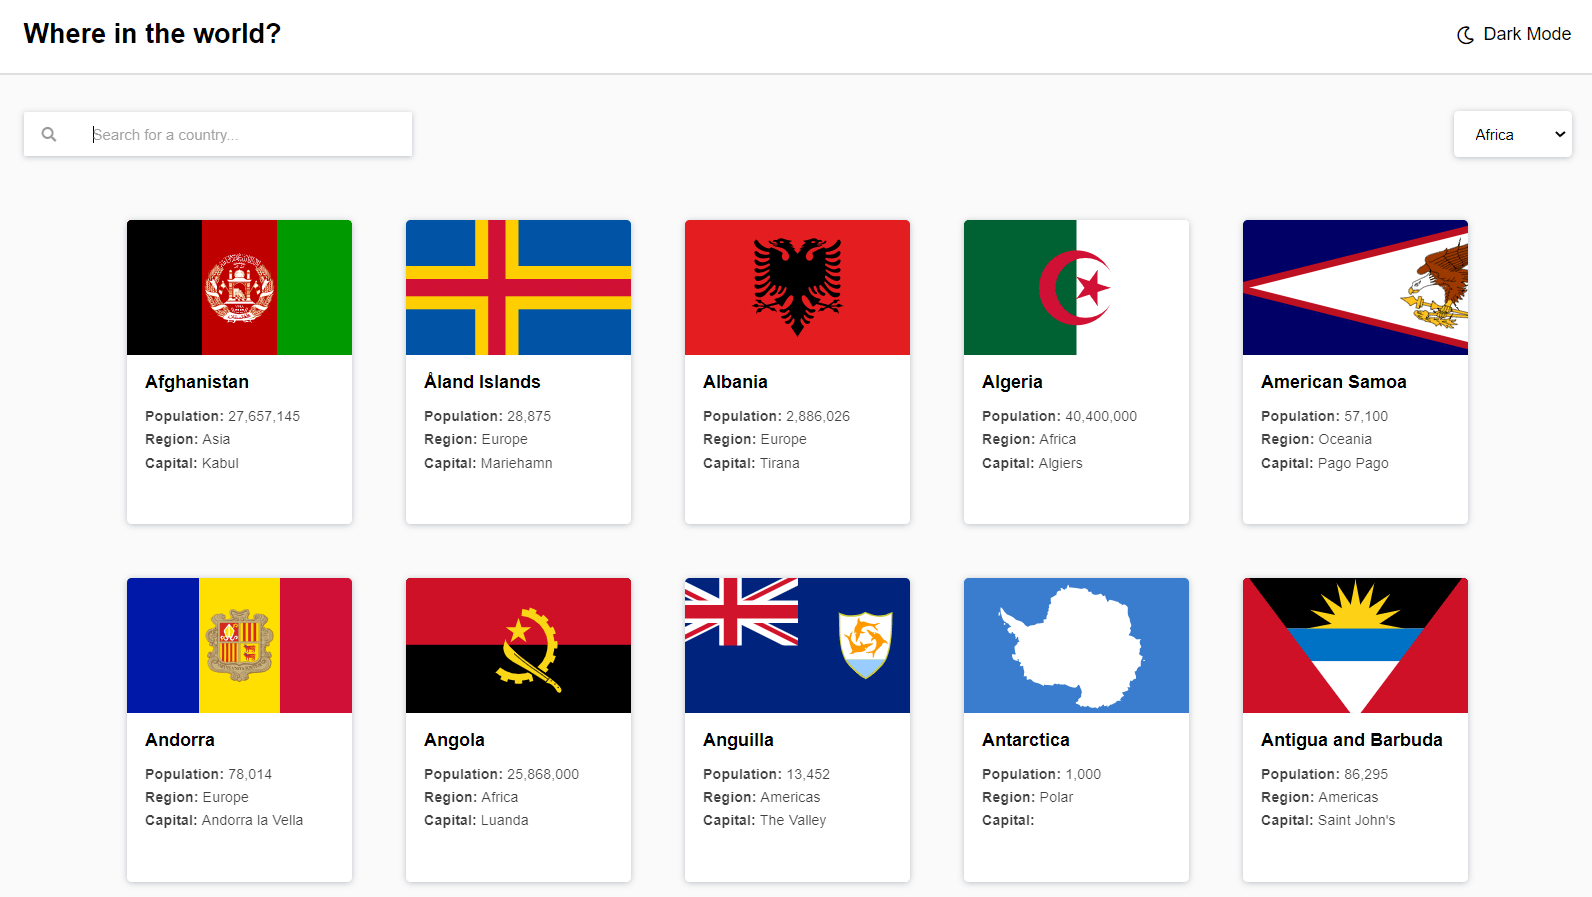 Where in the world?
Dark Mode
Search for a country...
Africa
Afghanistan
Population: 27,657,145
Region: Asia
Capital: Kabul
Åland Islands
Population: 28,875
Region: Europe
Capital: Mariehamn
Albania
Population: 2,886,026
Region: Europe
Capital: Tirana
Algeria
Population: 40,400,000
Region: Africa
Capital: Algiers
American Samoa
Population: 57,100
Region: Oceania
Capital: Pago Pago
Andorra
Population: 78,014
Region: Europe
Capital: Andorra la Vella
Angola
Population: 25,868,000
Region: Africa
Capital: Luanda
Anguilla
Population: 13,452
Region: Americas
Capital: The Valley
Antarctica
Population: 1,000
Region: Polar
Capital:
Antigua and Barbuda
Population: 86,295
Region: Americas
Capital: Saint John's